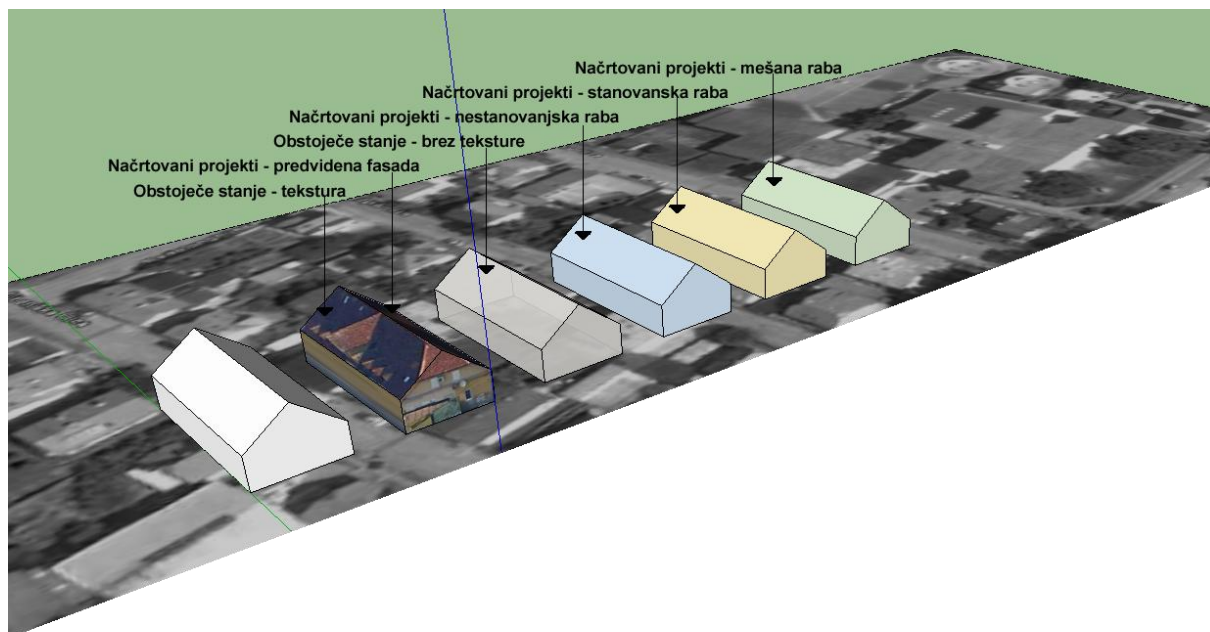 Načrtovani projekti - mešana raba
Načrtovani projekti - stanovanska raba
Načrtovani projekti - nestanovanjska raba
Obstoječe stanje - brez teksture
Načrtovani projekti - predvidena fasada
Obstoječe stanje - tekstura